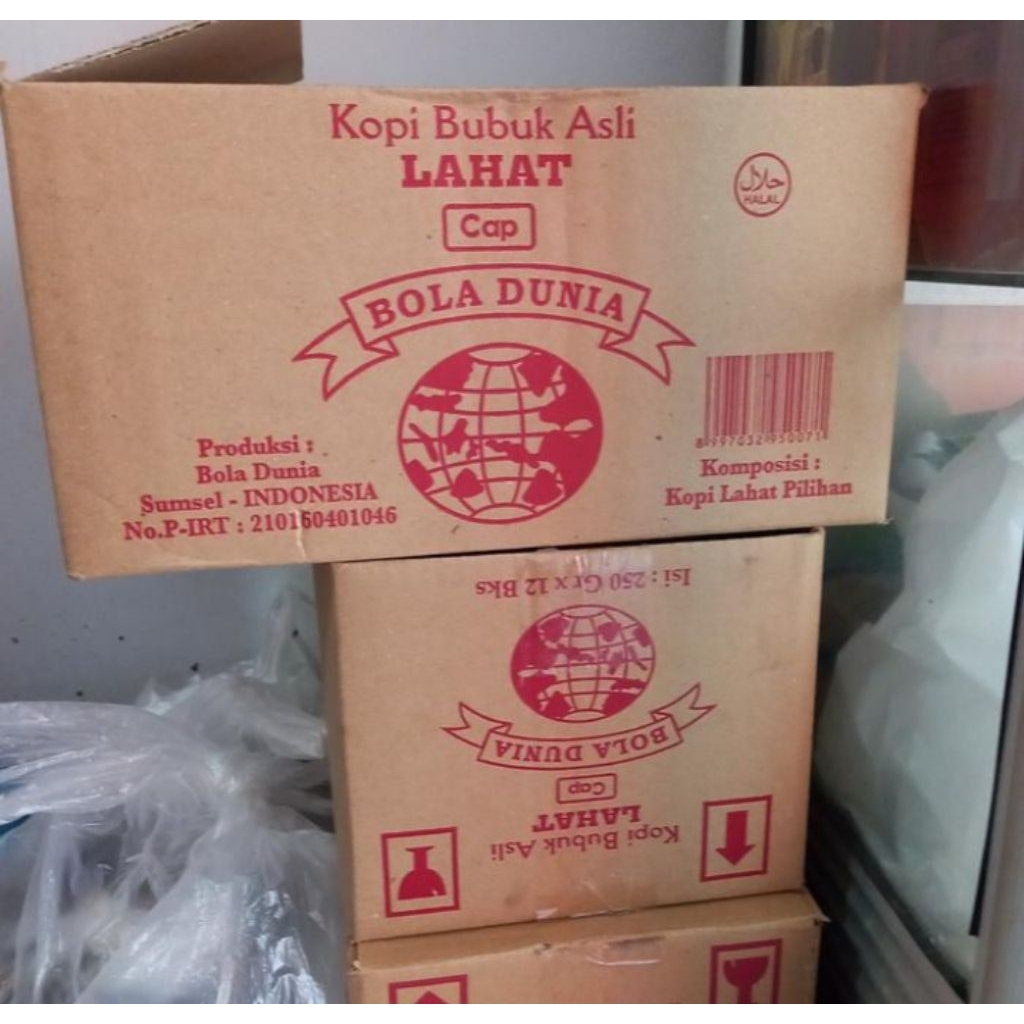 Kopi Bubuk Asli
LAHAT
Cap
BOLA DUNIA
حلال
HALAL
Produksi :
Bola Dunia
Sumsel - INDONESIA
No.P-IRT : 210160401046
8997032950071
Komposisi :
Kopi Lahat Pilihan
Kopi Bubuk Asli
LAHAT
Cap
BOLA DUNIA
Isi : 250 Gr x 12 Bks